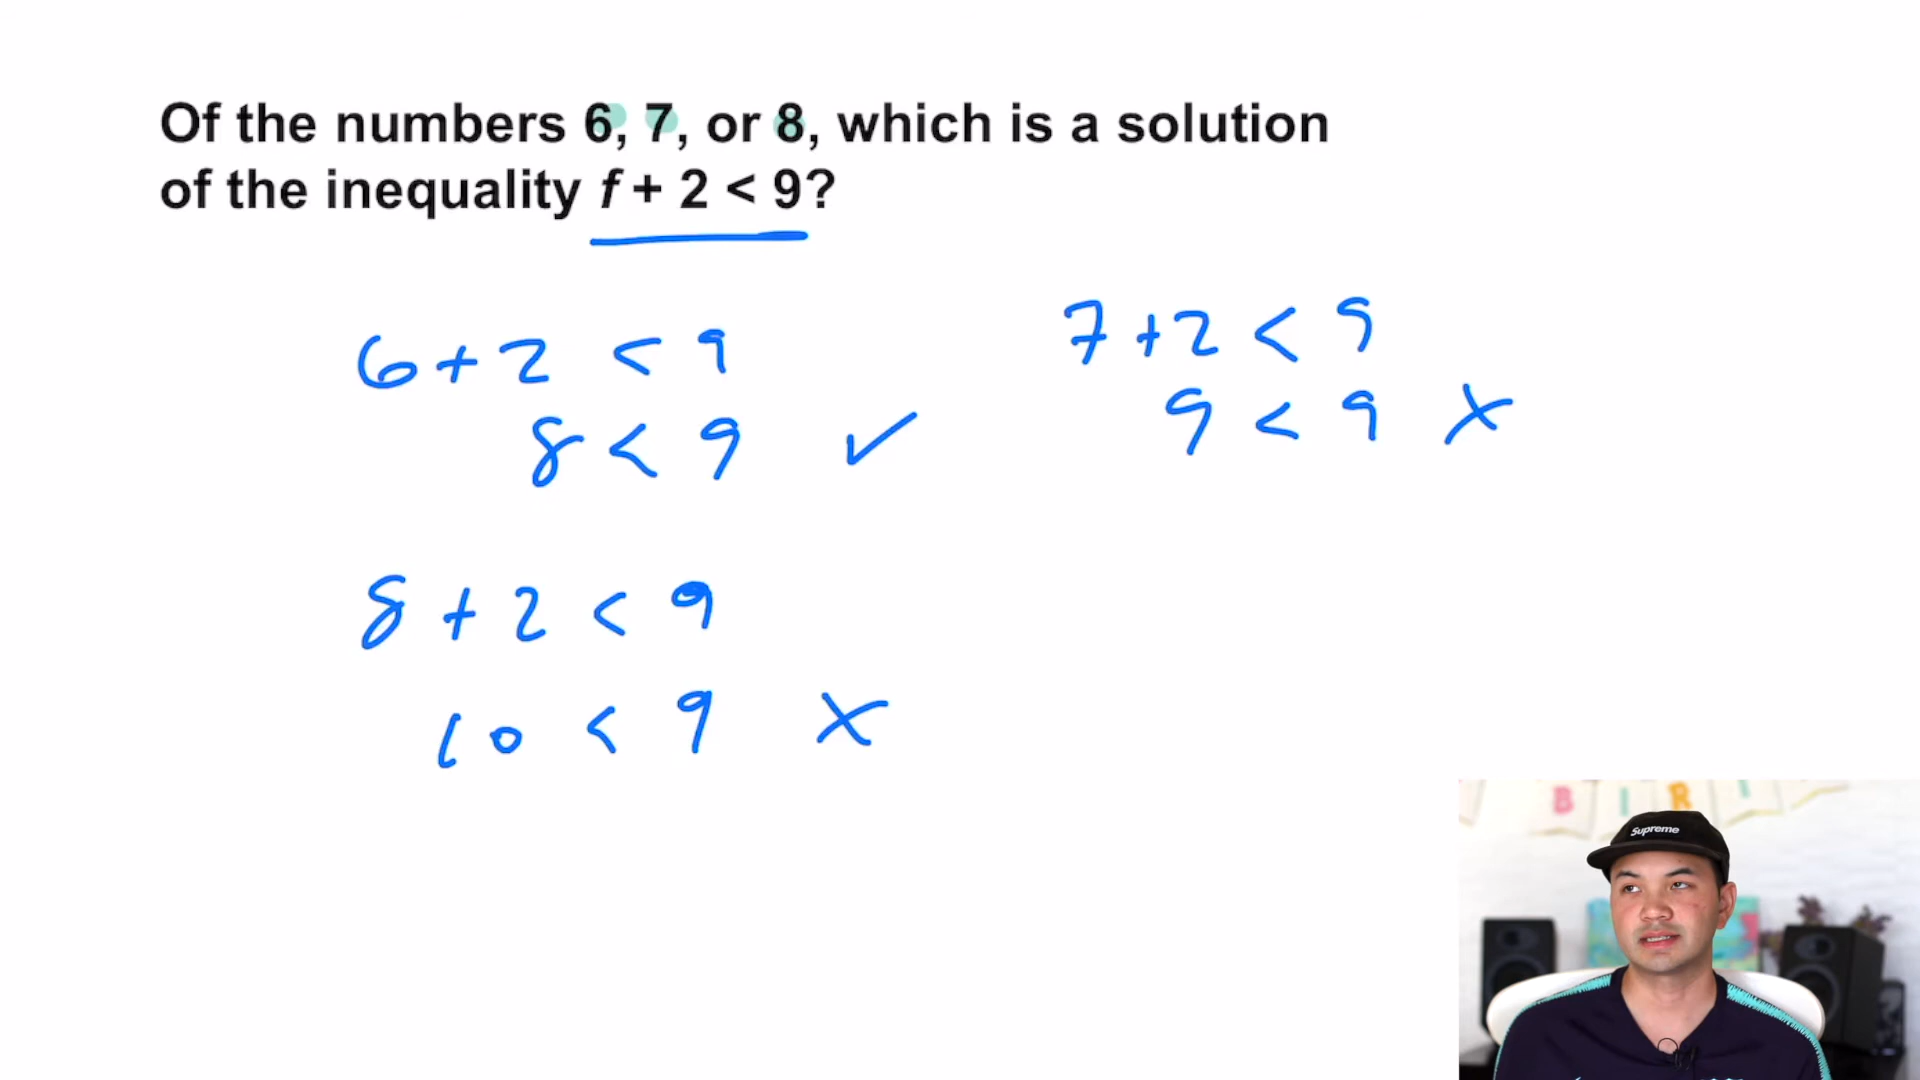 Of the numbers 6, 7, or 8, which is a solution
of the inequality f + 2 < 9?
6 + 2 < 9
8 < 9 ✓
7 + 2 < 9
9 < 9 X
8 + 2 < 9
10 < 9 X
B I R T
Supreme